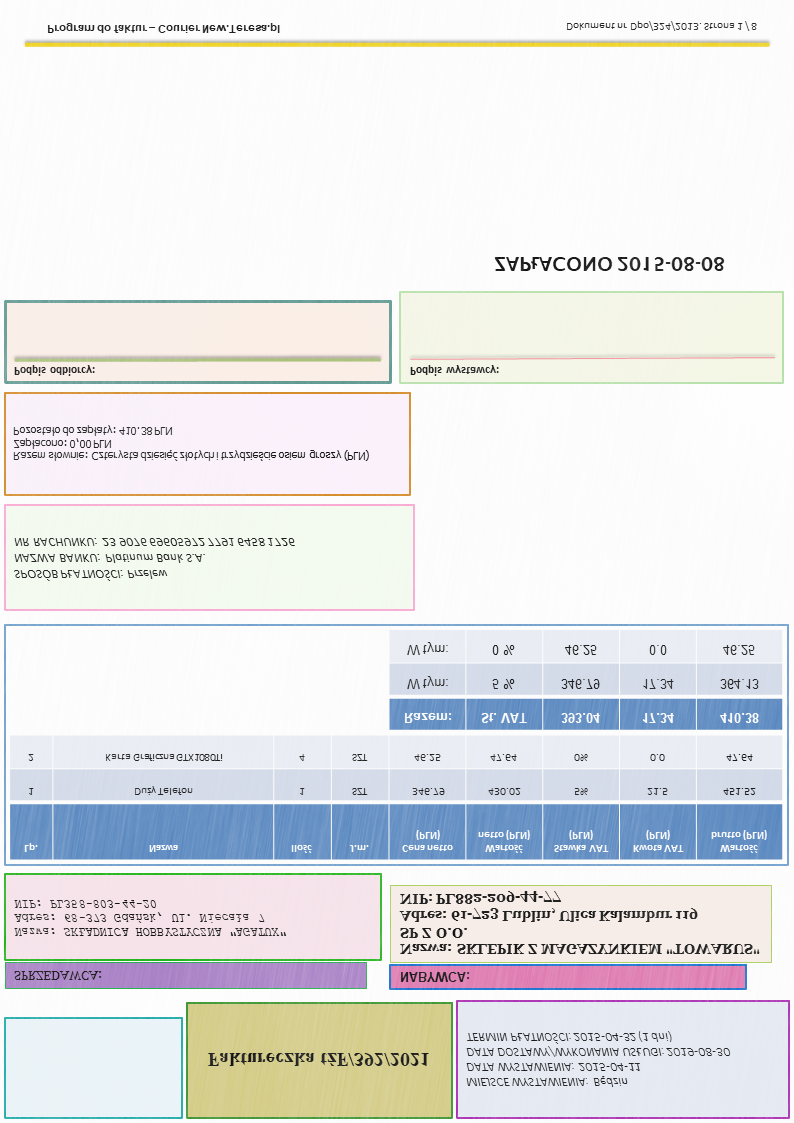 Faktureczka tżF/392/2021
MIEJSCE WYSTAWIENIA: Będzin
DATA WYSTAWIENIA: 2015-04-11
DATA DOSTAWY/WYKONANIA USŁUGI: 2019-08-30
TERMIN PŁATNOŚCI: 2015-04-32 (1 dni)
SPRZEDAWCA:
Nazwa: SKŁADNICA HOBBYSTYCZNA "AGATUX"
Adres: 68-373 Gdańsk, Ul. Niecała 7
NIP: PL358-803-44-20
NABYWCA:
Nazwa: SKLEPIK Z MAGAZYNKIEM "TOWARUS"
SP Z O.O.
Adres: 61-723 Lublin, Ulica Kalambur 119
NIP: PL882-209-44-77
Lp. Nazwa Ilość J.m. Cena netto (PLN) Wartość netto (PLN) Stawka VAT (PLN) Kwota VAT (PLN) Wartość brutto (PLN)
1 Duży Telefon 1 SZT 346.79 430.02 5% 21.5 451.52
2 Karta Graficzna GTX1080Ti 4 SZT 46.25 47.64 0% 0.0 47.64
Razem: St. VAT 393.04 17.34 410.38
W tym: 5 % 346.79 17.34 364.13
W tym: 0 % 46.25 0.0 46.25
SPOSÓB PŁATNOŚCI: Przelew
NAZWA BANKU: Platinum Bank S.A.
NR RACHUNKU: 23 9076 6960 5972 7791 6458 1726
Razem słownie: Czterysta dziesięć złotych i trzydzieście osiem groszy (PLN)
Zapłacono: 0,00 PLN
Pozostało do zapłaty: 410.38 PLN
Podpis odbiorcy:
Podpis wystawcy:
ZAPŁACONO 2015-08-08
Program do faktur – Courier New.Teresa.pl
Dokument nr Dpo/324/2013. Strona 1 / 8